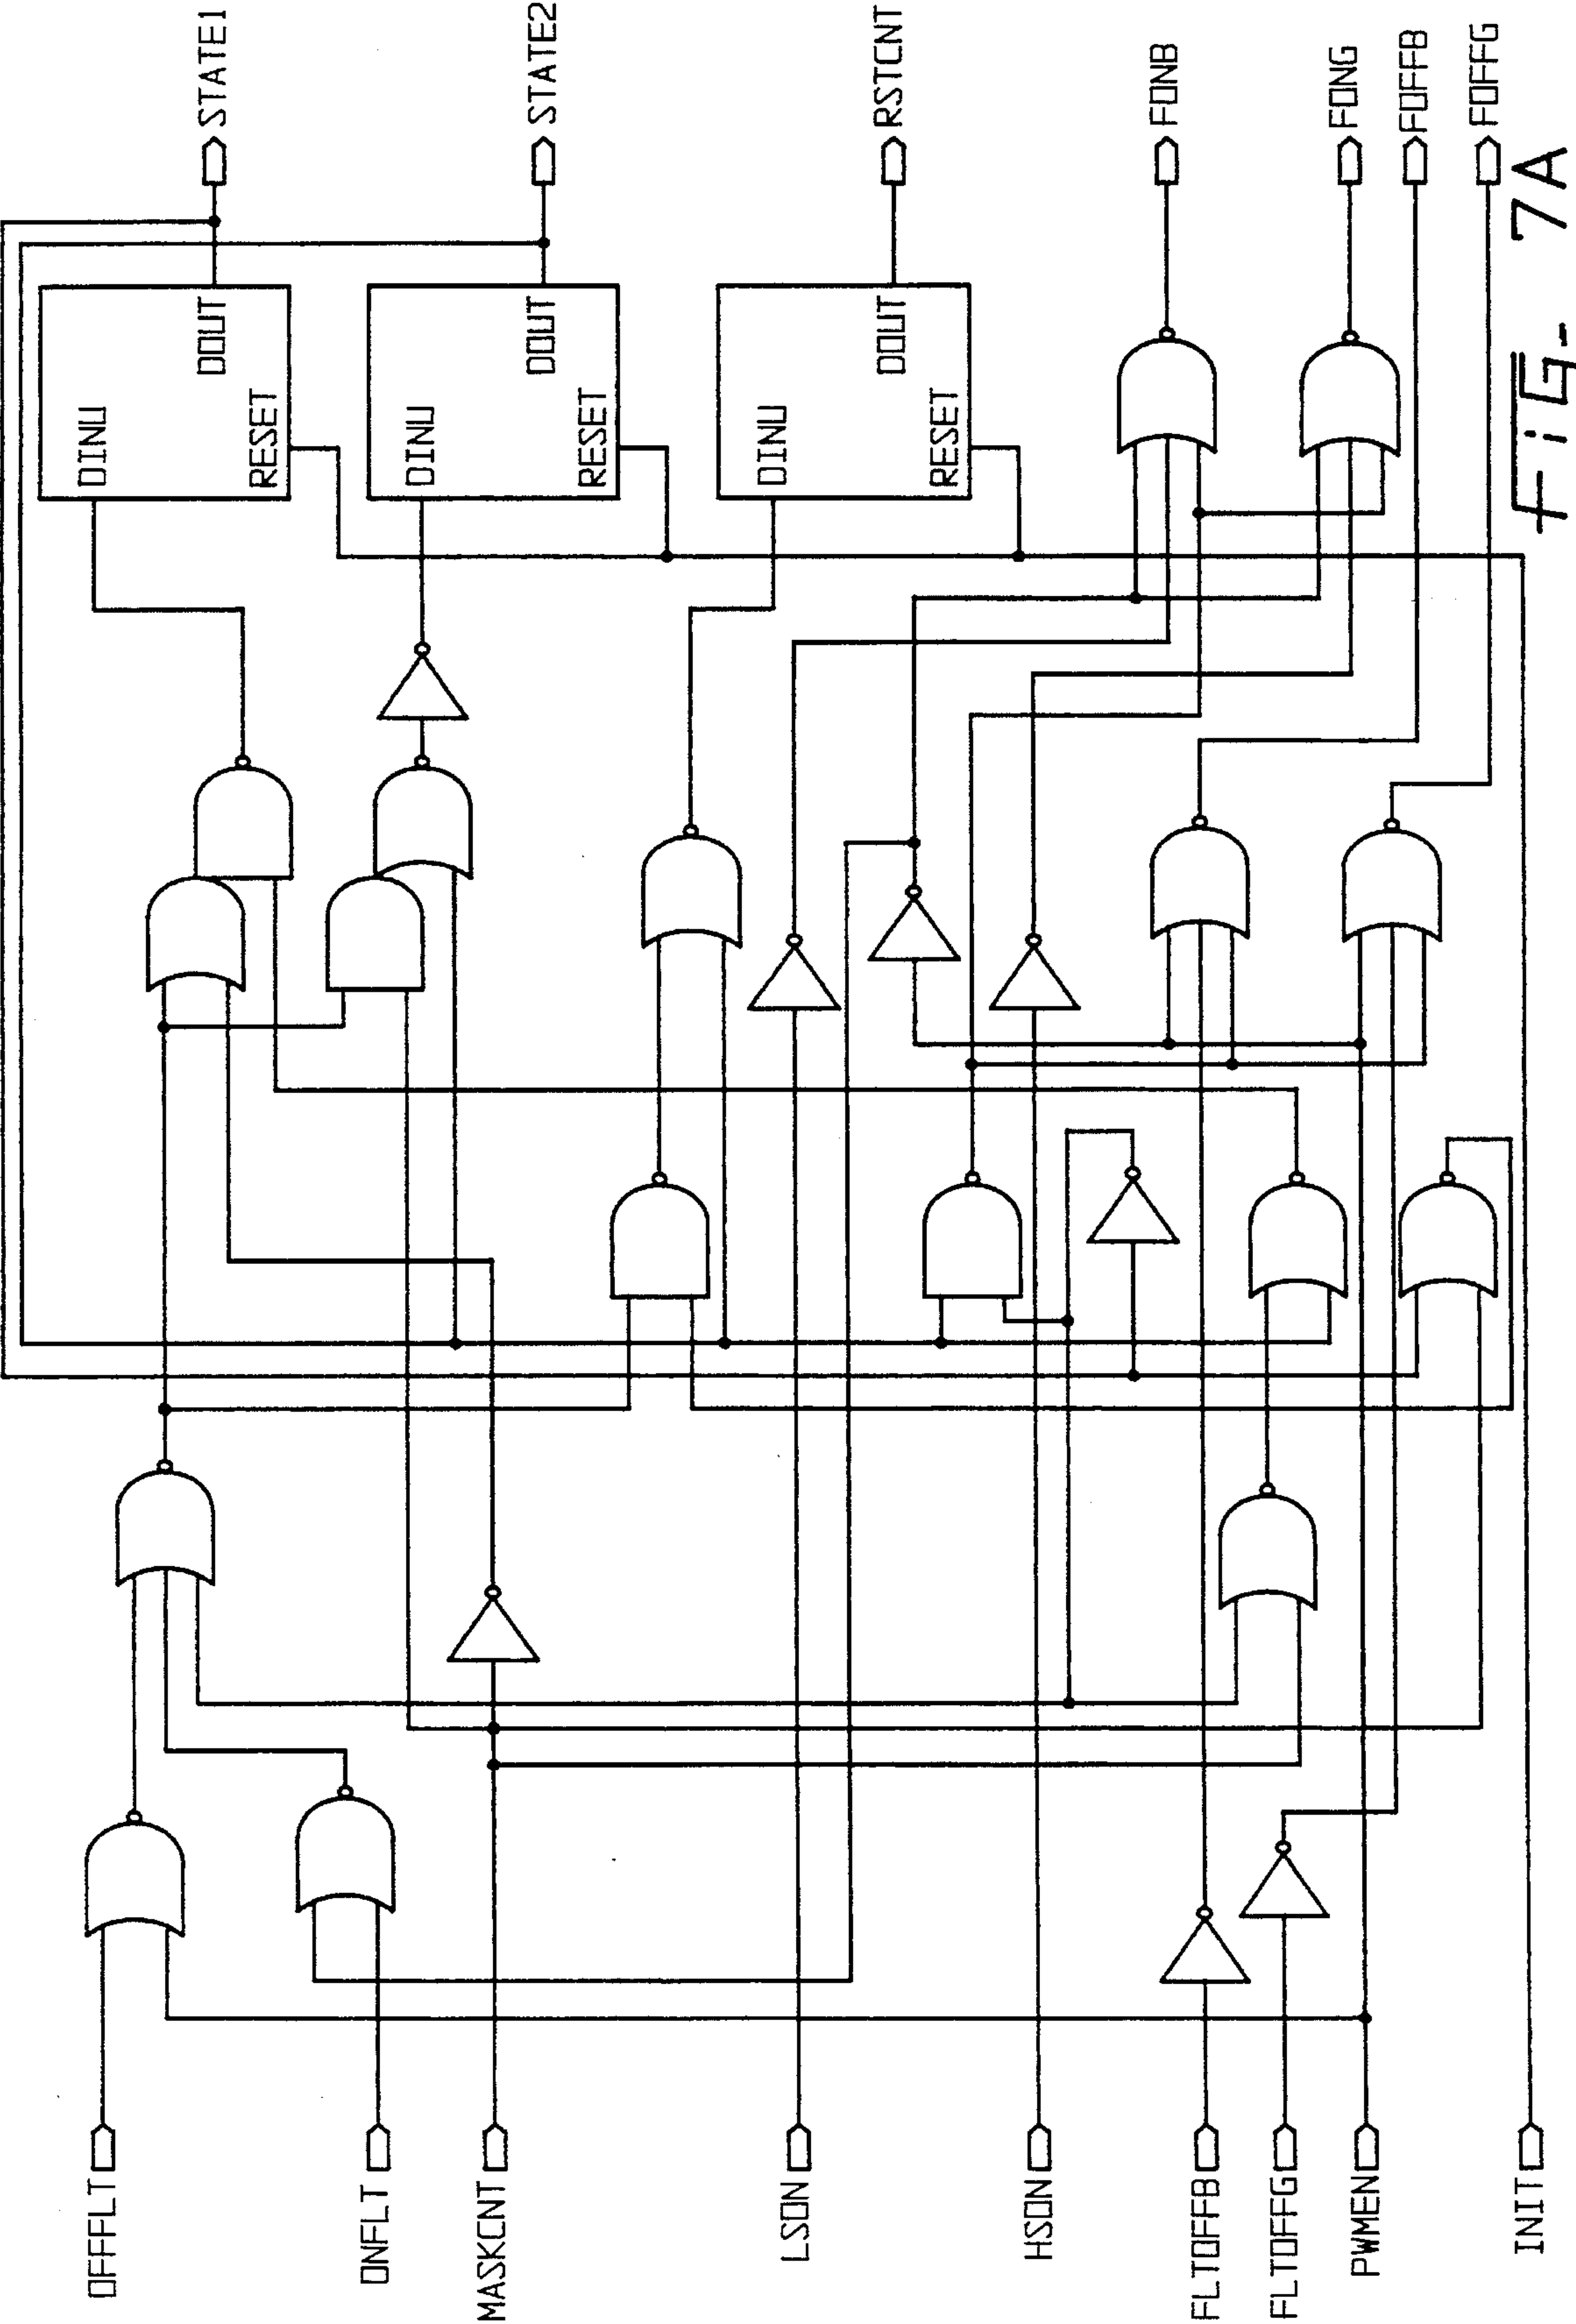 STATE1
STATE2
RSTCNT
FONB
FONG
FOFFB
FOFFG
DINU
DOUT
RESET
DINU
DOUT
RESET
DINU
DOUT
RESET
OFFFLT
ONFLT
MASKCNT
LSON
HSON
FLTOFFB
FLTOFFG
PWMEN
INIT
FiG- 7A